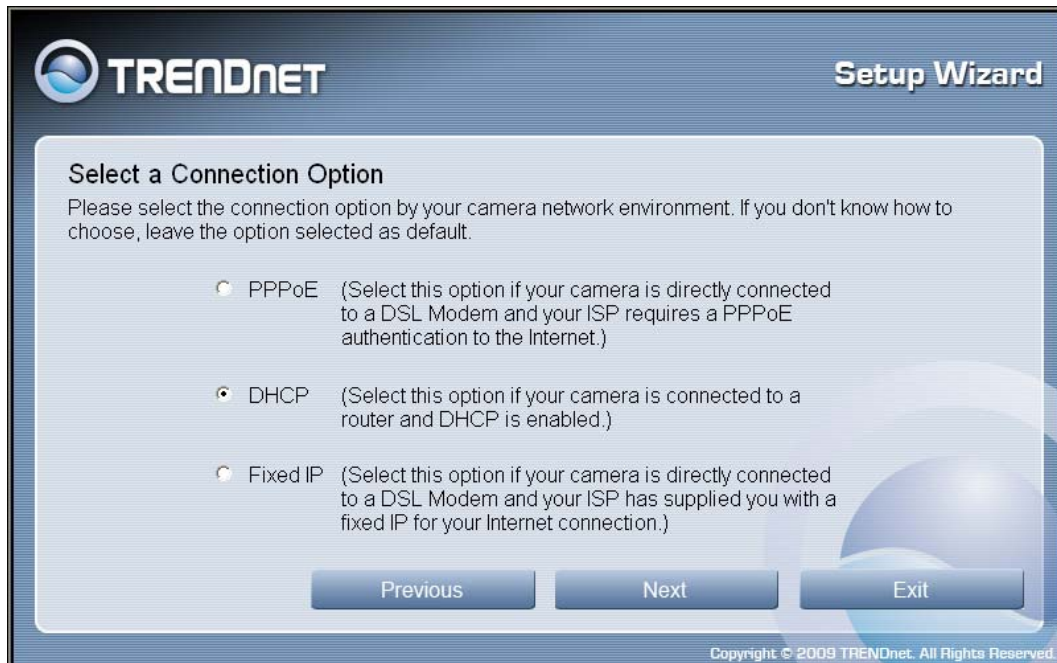 TRENDnet
Setup Wizard
Select a Connection Option
Please select the connection option by your camera network environment. If you don't know how to
choose, leave the option selected as default.
PPPoE (Select this option if your camera is directly connected
to a DSL Modem and your ISP requires a PPPoE
authentication to the Internet.)
DHCP (Select this option if your camera is connected to a
router and DHCP is enabled.)
Fixed IP (Select this option if your camera is directly connected
to a DSL Modem and your ISP has supplied you with a
fixed IP for your Internet connection.)
Previous Next Exit
Copyright © 2009 TRENDnet. All Rights Reserved.